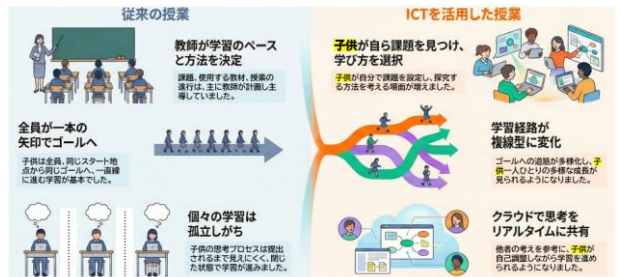 従来の授業
教師が学習のペース
と方法を決定
課題、使用する教材、授業の
進行は、主に教師が計画し主
導していました。
全員が一本の
矢印でゴールへ
子供は全員、同じスタート地
点から同じゴールへ、一直線
に進む学習が基本でした。
個々の学習は
孤立しがち
子供の思考プロセスは提出
されるまで見えにくく、閉じ
た状態で学習が進みました。
ICTを活用した授業
子供が自ら課題を見つけ、
学び方を選択
子供が自分で課題を設定し、探究す
る方法を考える場面が増えました。
学習経路が
複線型に変化
ゴールへの道筋が多様化し、子
供一人ひとりの多様な成長が
見られるようになりました。
クラウドで思考を
リアルタイムに共有
他者の考えを参考に、子供が
自己調整しながら学習を進め
られるようになりました。